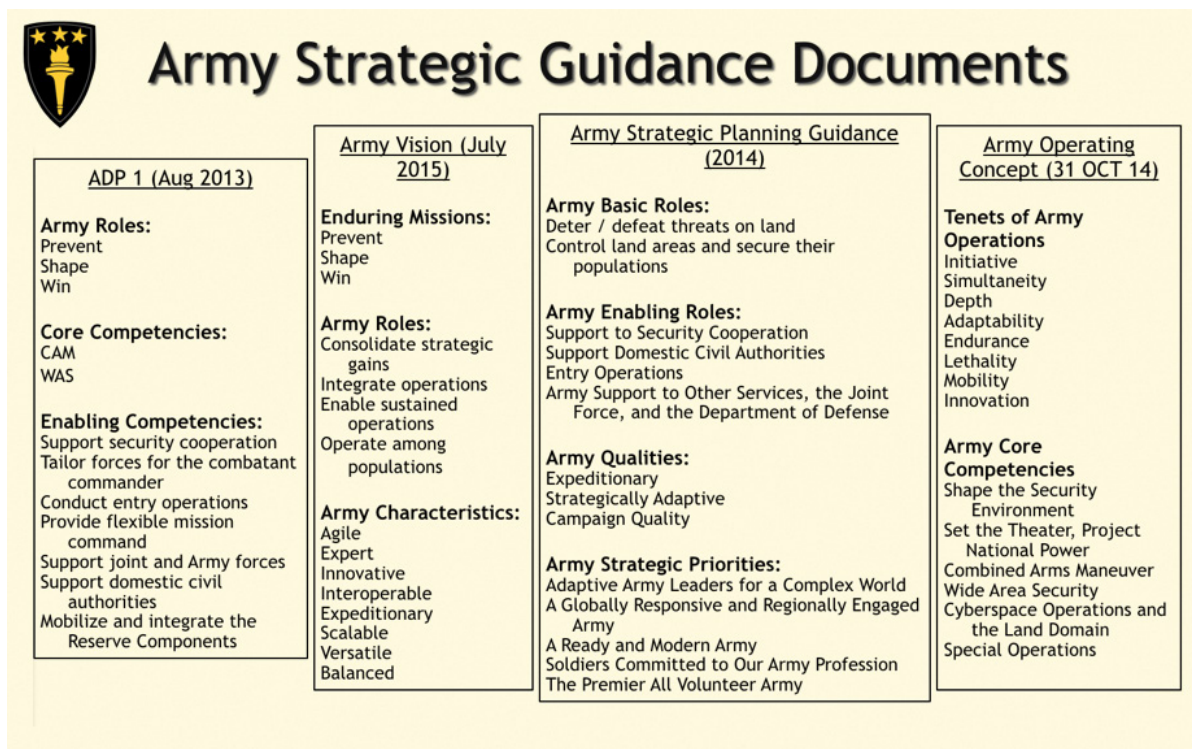 Army Strategic Guidance Documents
ADP 1 (Aug 2013)
Army Roles:
Prevent
Shape
Win
Core Competencies:
CAM
WAS
Enabling Competencies:
Support security cooperation
Tailor forces for the combatant
commander
Conduct entry operations
Provide flexible mission
command
Support joint and Army forces
Support domestic civil
authorities
Mobilize and integrate the
Reserve Components
Army Vision (July
2015)
Enduring Missions:
Prevent
Shape
Win
Army Roles:
Consolidate strategic
gains
Integrate operations
Enable sustained
operations
Operate among
populations
Army Characteristics:
Agile
Expert
Innovative
Interoperable
Expeditionary
Scalable
Versatile
Balanced
Army Strategic Planning Guidance
(2014)
Army Basic Roles:
Deter / defeat threats on land
Control land areas and secure their
populations
Army Enabling Roles:
Support to Security Cooperation
Support Domestic Civil Authorities
Entry Operations
Army Support to Other Services, the Joint
Force, and the Department of Defense
Army Qualities:
Expeditionary
Strategically Adaptive
Campaign Quality
Army Strategic Priorities:
Adaptive Army Leaders for a Complex World
A Globally Responsive and Regionally Engaged
Army
A Ready and Modern Army
Soldiers Committed to Our Army Profession
The Premier All Volunteer Army
Army Operating
Concept (31 OCT 14)
Tenets of Army
Operations
Initiative
Simultaneity
Depth
Adaptability
Endurance
Lethality
Mobility
Innovation
Army Core
Competencies
Shape the Security
Environment
Set the Theater, Project
National Power
Combined Arms Maneuver
Wide Area Security
Cyberspace Operations and
the Land Domain
Special Operations